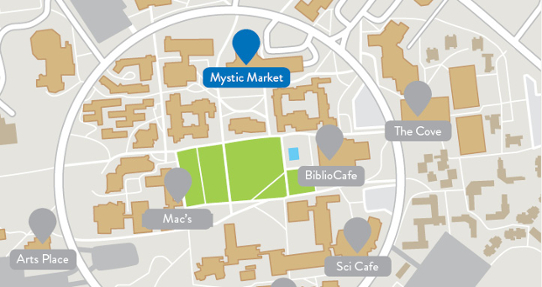 Mystic Market
The Cove
BiblioCafe
Mac's
Arts Place
Sci Cafe